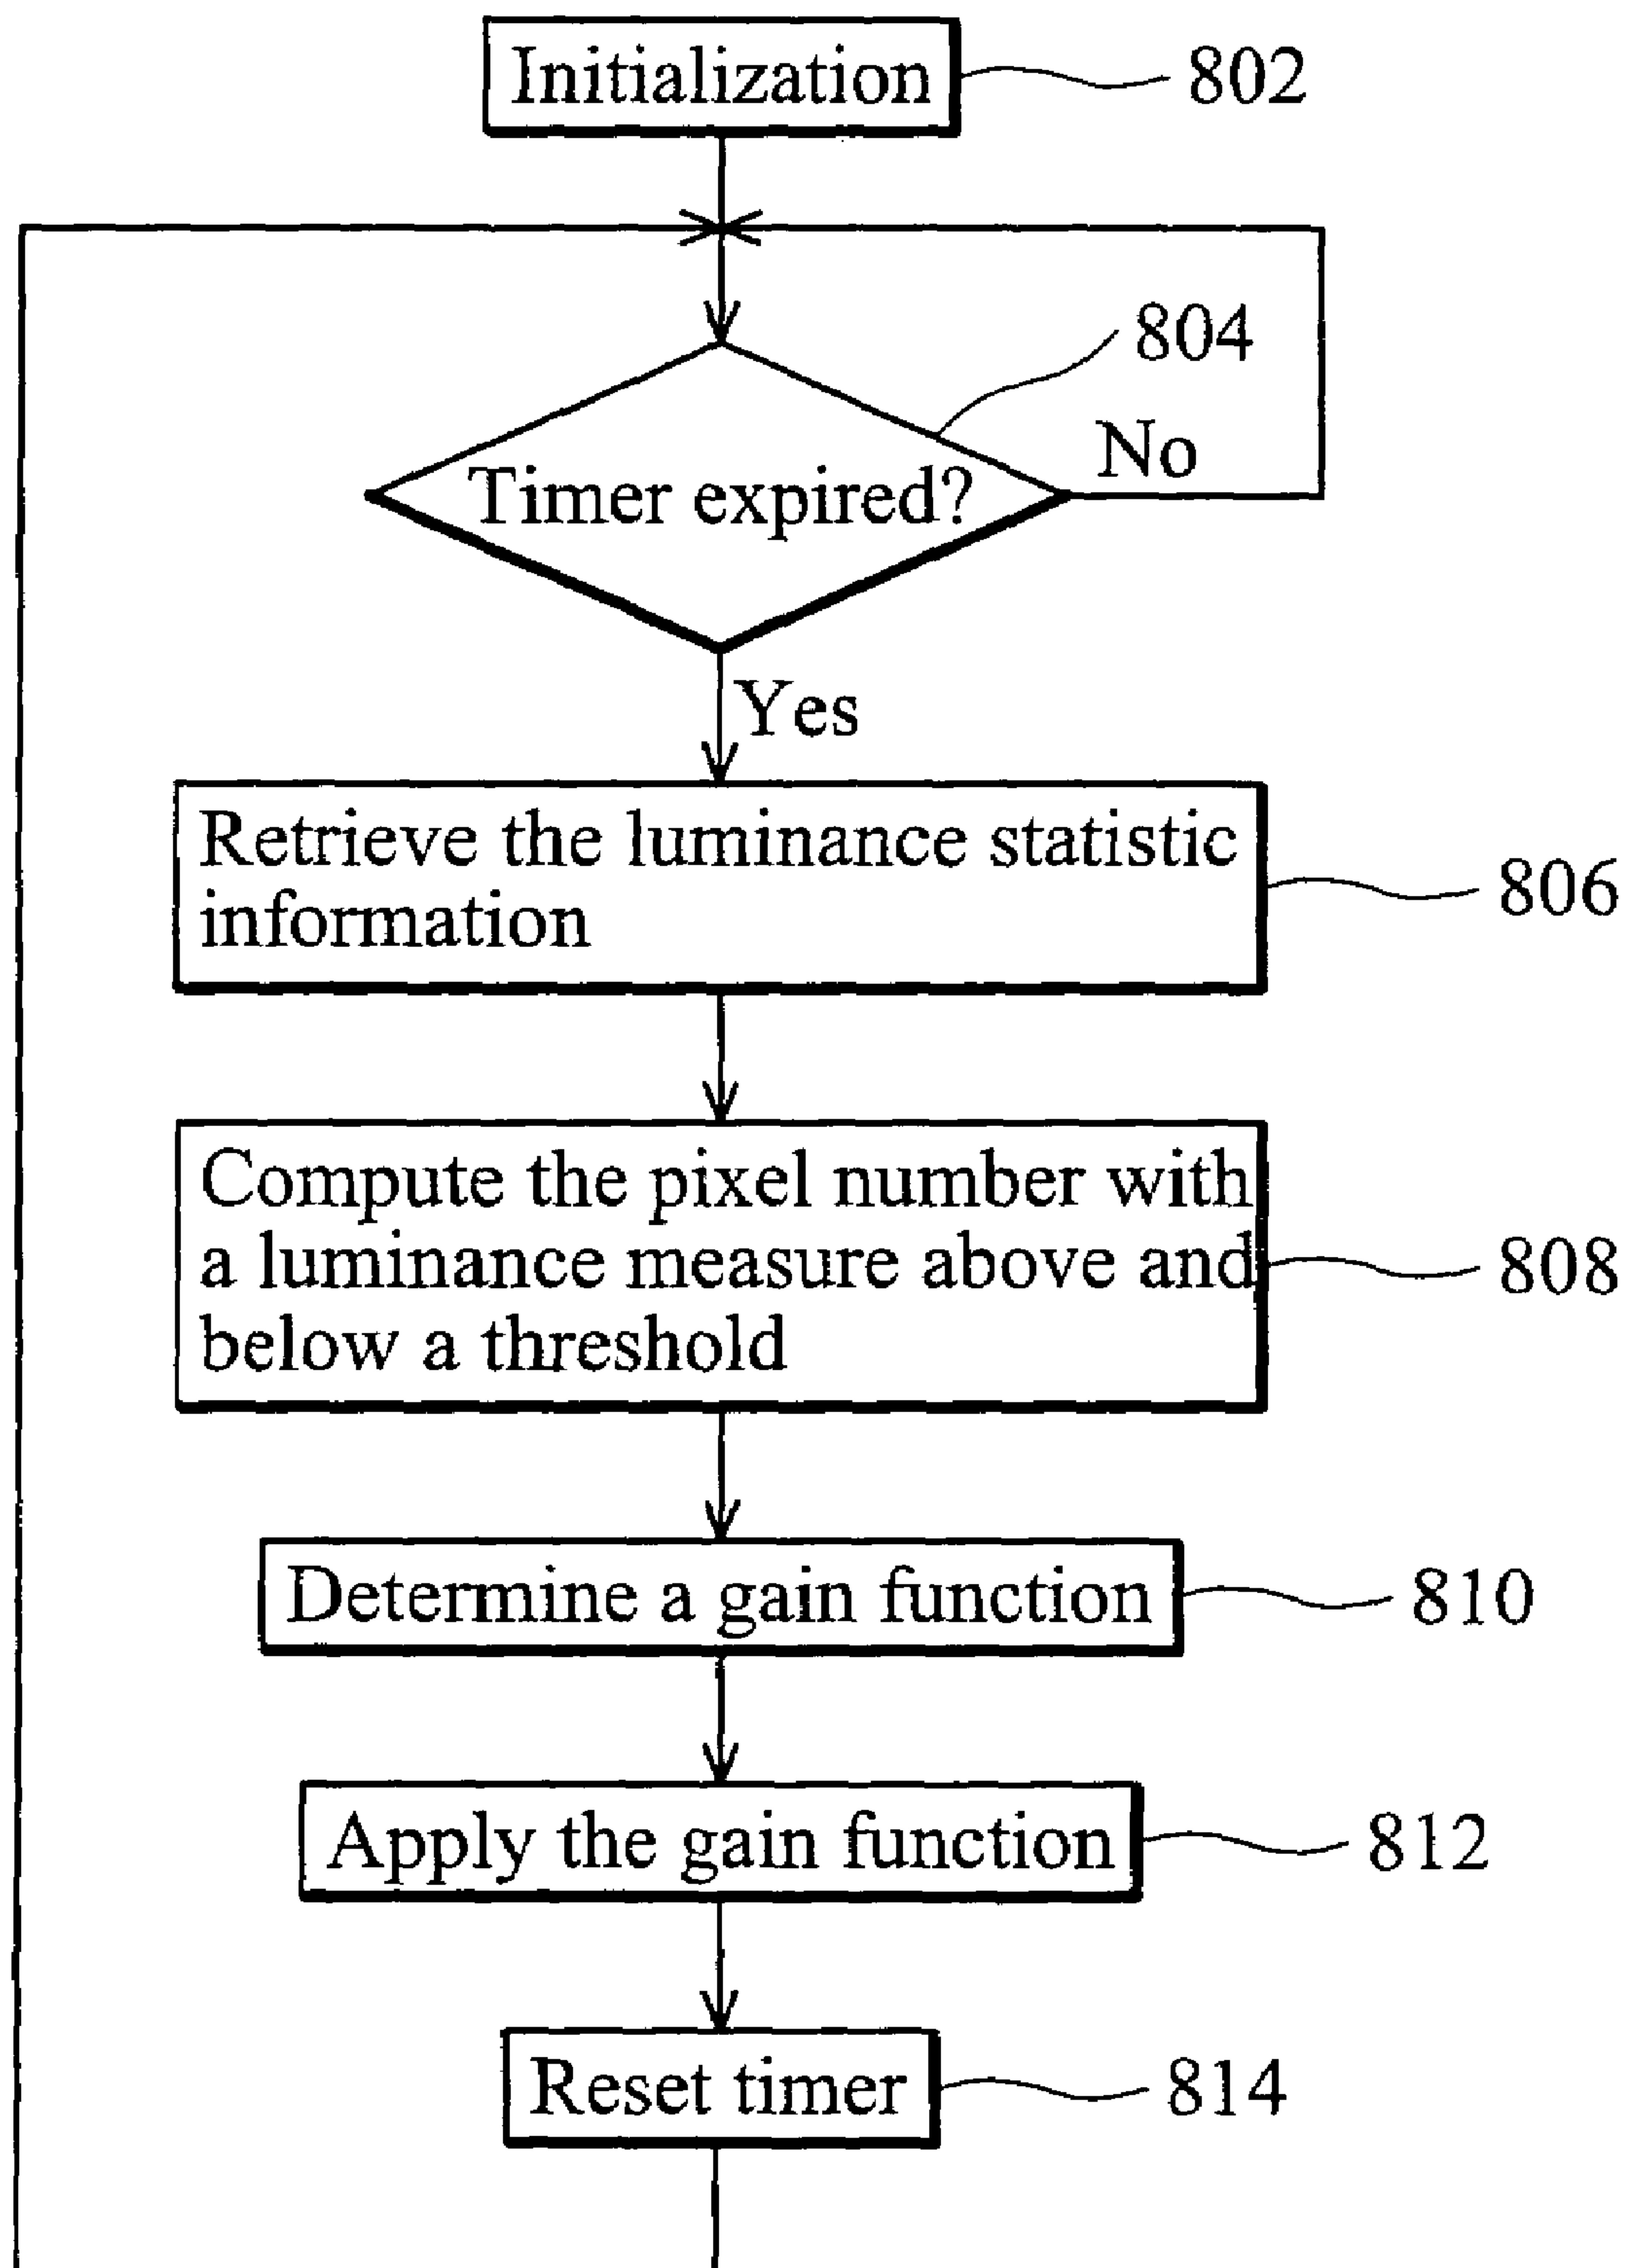 Initialization
802
804
No
Timer expired?
Yes
Retrieve the luminance statistic
information
806
Compute the pixel number with
a luminance measure above and
below a threshold
808
Determine a gain function
810
Apply the gain function
812
Reset timer
814